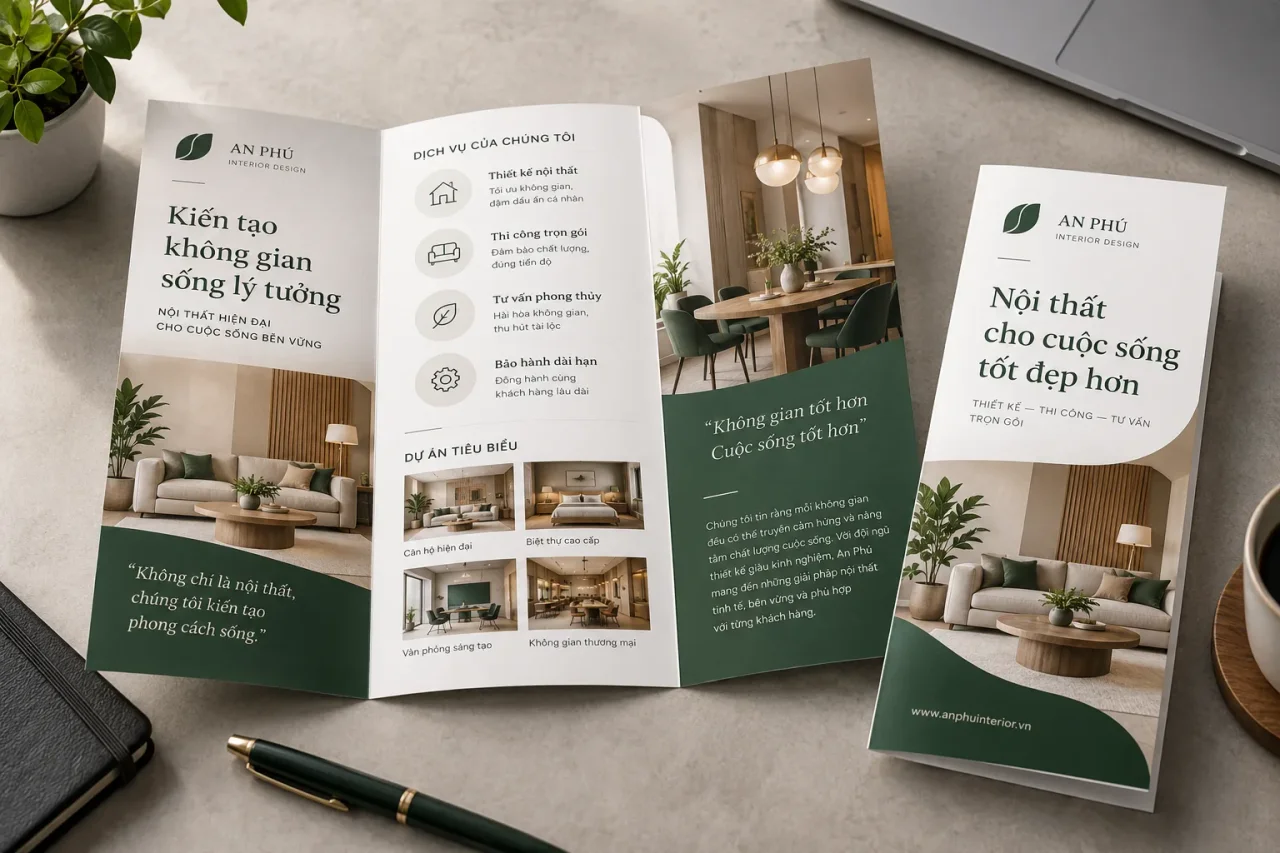 AN PHÚ
INTERIOR DESIGN
Kiến tạo
không gian
sống lý tưởng
NỘI THẤT HIỆN ĐẠI
CHO CUỘC SỐNG BỀN VỮNG
“Không chỉ là nội thất,
chúng tôi kiến tạo
phong cách sống.”
DỊCH VỤ CỦA CHÚNG TÔI
Thiết kế nội thất
Tối ưu không gian,
đậm dấu ấn cá nhân
Thi công trọn gói
Đảm bảo chất lượng,
đúng tiến độ
Tư vấn phong thủy
Hài hòa không gian,
thu hút tài lộc
Bảo hành dài hạn
Đồng hành cùng
khách hàng lâu dài
DỰ ÁN TIÊU BIỂU
Căn hộ hiện đại
Biệt thự cao cấp
Văn phòng sáng tạo
Không gian thương mại
“Không gian tốt hơn
Cuộc sống tốt hơn”
Chúng tôi tin rằng mỗi không gian
đều có thể truyền cảm hứng và nâng
tầm chất lượng cuộc sống. Với đội ngũ
thiết kế giàu kinh nghiệm, An Phú
mang đến những giải pháp nội thất
tinh tế, bền vững và phù hợp
với từng khách hàng.
AN PHÚ
INTERIOR DESIGN
Nội thất
cho cuộc sống
tốt đẹp hơn
THIẾT KẾ — THI CÔNG — TƯ VẤN
TRỌN GÓI
www.anphuinterior.vn